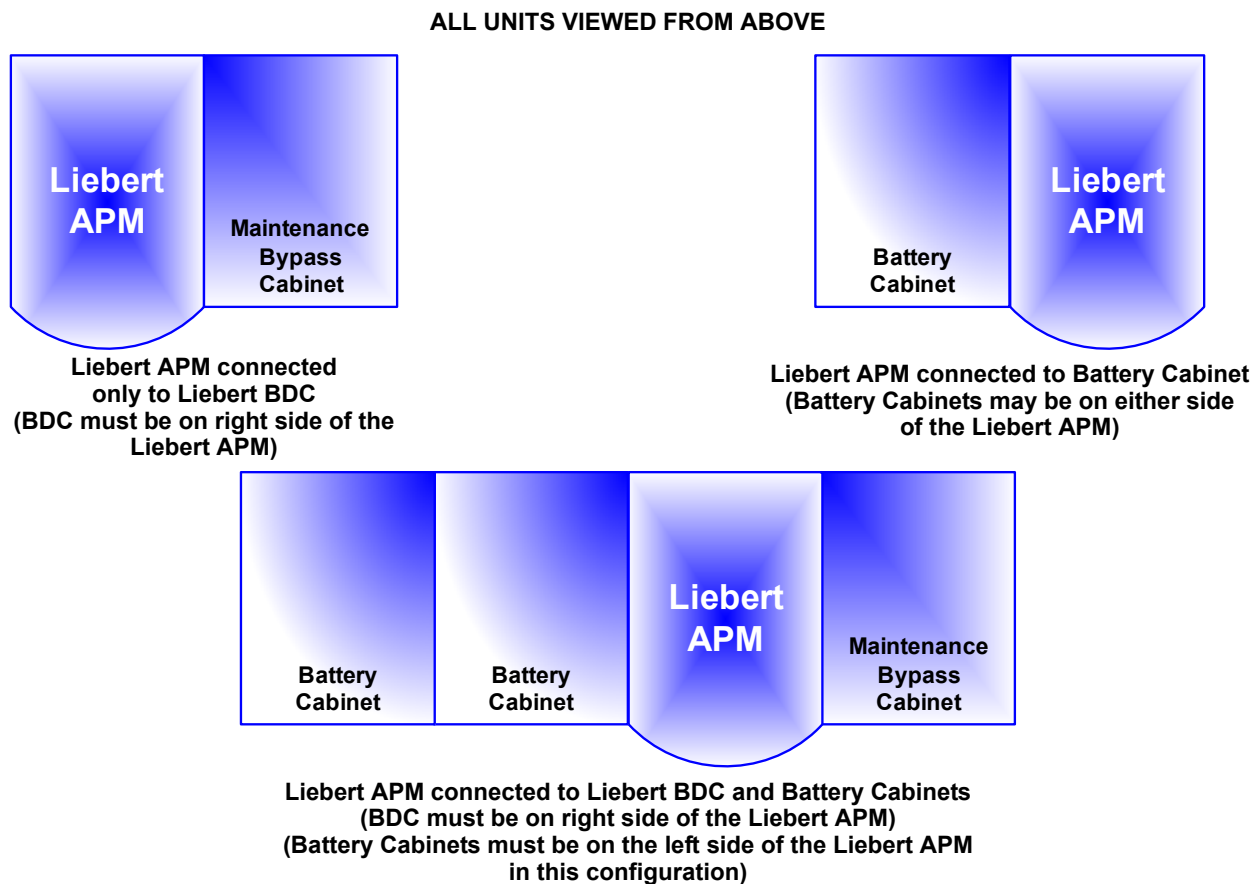 ALL UNITS VIEWED FROM ABOVE
Liebert
APM
Maintenance
Bypass
Cabinet
Liebert APM connected
only to Liebert BDC
(BDC must be on right side of the
Liebert APM)
Battery
Cabinet
Liebert
APM
Liebert APM connected to Battery Cabinet
(Battery Cabinets may be on either side
of the Liebert APM)
Battery
Cabinet
Battery
Cabinet
Liebert
APM
Maintenance
Bypass
Cabinet
Liebert APM connected to Liebert BDC and Battery Cabinets
(BDC must be on right side of the Liebert APM)
(Battery Cabinets must be on the left side of the Liebert APM
in this configuration)